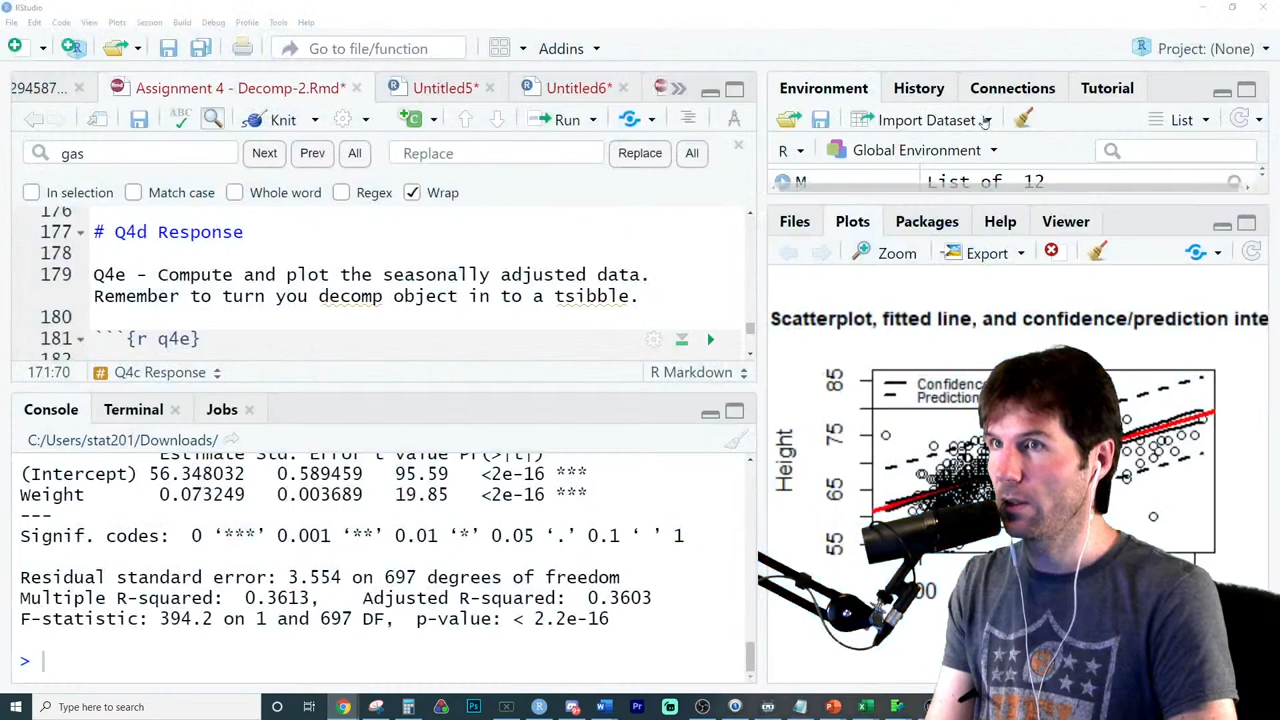 RStudio
File Edit Code View Plots Session Build Debug Profile Tools Help
Go to file/function
Addins
Project: (None)
294587...
Assignment 4 - Decomp-2.Rmd*
Untitled5*
Untitled6*
Knit
Run
gas
Next
Prev
All
Replace
Replace
All
In selection
Match case
Whole word
Regex
Wrap
176
177 # Q4d Response
178
179 Q4e - Compute and plot the seasonally adjusted data.
Remember to turn you decomp object in to a tsibble.
180
181 ```{r q4e}
182
171:70
Q4c Response
R Markdown
Console
Terminal
Jobs
C:/Users/stat201/Downloads/
Estimate Std. Error t value Pr(>|t|)
(Intercept) 56.348032 0.589459 95.59 <2e-16 ***
Weight 0.073249 0.003689 19.85 <2e-16 ***
---
Signif. codes: 0 ‘***’ 0.001 ‘**’ 0.01 ‘*’ 0.05 ‘.’ 0.1 ‘ ’ 1
Residual standard error: 3.554 on 697 degrees of freedom
Multiple R-squared: 0.3613, Adjusted R-squared: 0.3603
F-statistic: 394.2 on 1 and 697 DF, p-value: < 2.2e-16
>
Environment
History
Connections
Tutorial
Import Dataset
List
R
Global Environment
M List of 12
Files
Plots
Packages
Help
Viewer
Zoom
Export
Scatterplot, fitted line, and confidence/prediction inte
85
75
65
55
Height
NFL
Type here to search